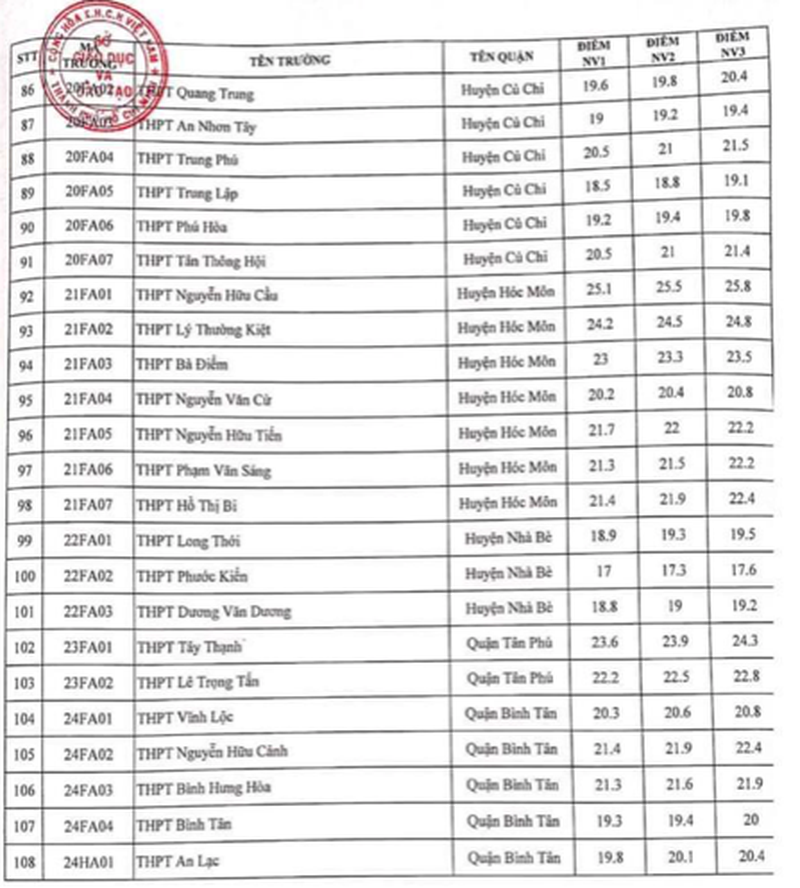 CỘNG HÒA X.H.C.H VIỆT NAM
SỞ
GIÁO DỤC
VÀ
ĐÀO TẠO
STT MÃ TRƯỜNG TÊN TRƯỜNG TÊN QUẬN ĐIỂM NV1 ĐIỂM NV2 ĐIỂM NV3
86 20FA02 THPT Quang Trung Huyện Củ Chi 19.6 19.8 20.4
87 20FA03 THPT An Nhơn Tây Huyện Củ Chi 19 19.2 19.4
88 20FA04 THPT Trung Phú Huyện Củ Chi 20.5 21 21.5
89 20FA05 THPT Trung Lập Huyện Củ Chi 18.5 18.8 19.1
90 20FA06 THPT Phú Hòa Huyện Củ Chi 19.2 19.4 19.8
91 20FA07 THPT Tân Thông Hội Huyện Củ Chi 20.5 21 21.4
92 21FA01 THPT Nguyễn Hữu Cầu Huyện Hóc Môn 25.1 25.5 25.8
93 21FA02 THPT Lý Thường Kiệt Huyện Hóc Môn 24.2 24.5 24.8
94 21FA03 THPT Bà Điểm Huyện Hóc Môn 23 23.3 23.5
95 21FA04 THPT Nguyễn Văn Cừ Huyện Hóc Môn 20.2 20.4 20.8
96 21FA05 THPT Nguyễn Hữu Tiến Huyện Hóc Môn 21.7 22 22.2
97 21FA06 THPT Phạm Văn Sáng Huyện Hóc Môn 21.3 21.5 22.2
98 21FA07 THPT Hồ Thị Bi Huyện Hóc Môn 21.4 21.9 22.4
99 22FA01 THPT Long Thới Huyện Nhà Bè 18.9 19.3 19.5
100 22FA02 THPT Phước Kiển Huyện Nhà Bè 17 17.3 17.6
101 22FA03 THPT Dương Văn Dương Huyện Nhà Bè 18.8 19 19.2
102 23FA01 THPT Tây Thạnh Quận Tân Phú 23.6 23.9 24.3
103 23FA02 THPT Lê Trọng Tấn Quận Tân Phú 22.2 22.5 22.8
104 24FA01 THPT Vĩnh Lộc Quận Bình Tân 20.3 20.6 20.8
105 24FA02 THPT Nguyễn Hữu Cảnh Quận Bình Tân 21.4 21.9 22.4
106 24FA03 THPT Bình Hưng Hòa Quận Bình Tân 21.3 21.6 21.9
107 24FA04 THPT Bình Tân Quận Bình Tân 19.3 19.4 20
108 24HA01 THPT An Lạc Quận Bình Tân 19.8 20.1 20.4